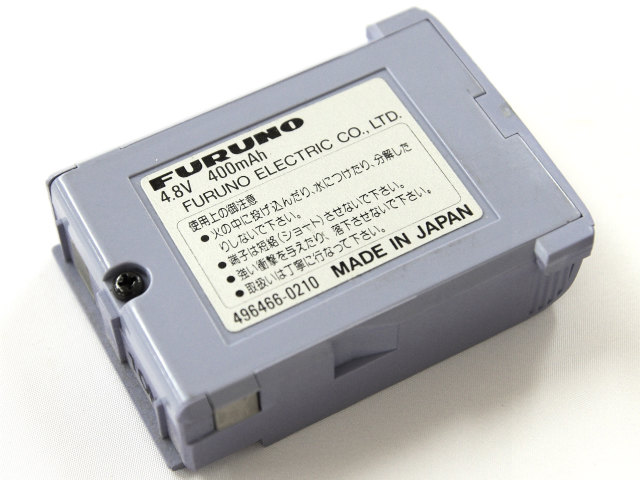 FURUNO
4.8V 400mAh
FURUNO ELECTRIC CO., LTD.
使用上の御注意
●火の中に投げ込んだり、水につけたり、分解した
りしないで下さい。
●端子は短絡(ショート)させないで下さい。
●強い衝撃を与えたり、落下させないで下さい。
●取扱いは丁寧に行なって下さい。
496466-0210 MADE IN JAPAN